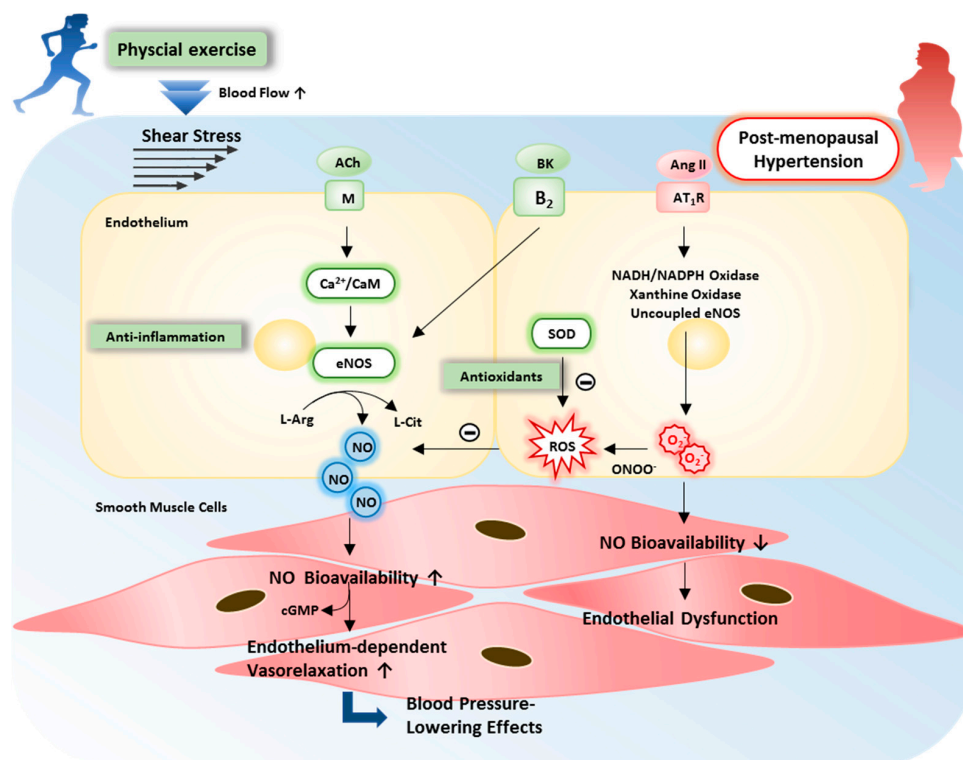 Physcial exercise
Blood Flow ↑
Shear Stress
Post-menopausal
Hypertension
ACh
M
BK
B₂
Ang II
AT₁R
Endothelium
Ca²⁺/CaM
NADH/NADPH Oxidase
Xanthine Oxidase
Uncoupled eNOS
Anti-inflammation
eNOS
SOD
Antioxidants
L-Arg
L-Cit
NO
NO
NO
ROS
ONOO⁻
O₂⁻
O₂⁻
Smooth Muscle Cells
NO Bioavailability ↑
cGMP
Endothelium-dependent
Vasorelaxation ↑
Blood Pressure-
Lowering Effects
NO Bioavailability ↓
Endothelial Dysfunction